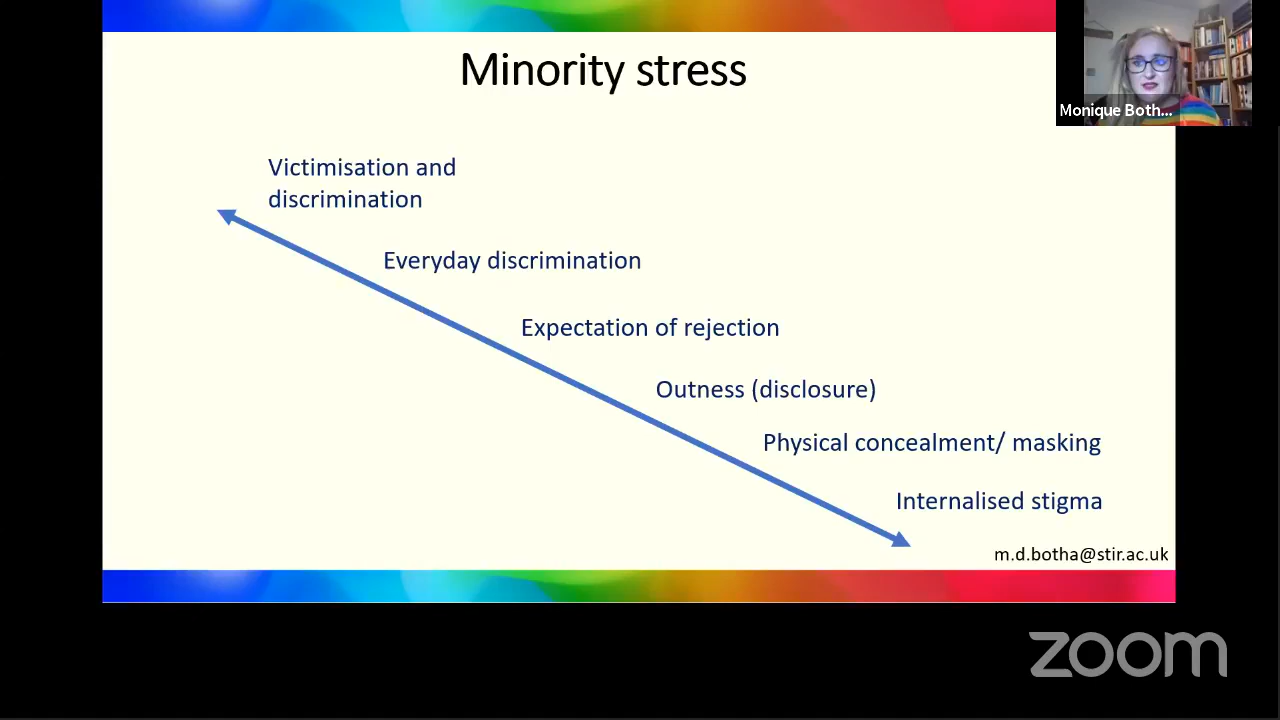 Minority stress
Monique Both...
Victimisation and
discrimination
Everyday discrimination
Expectation of rejection
Outness (disclosure)
Physical concealment/ masking
Internalised stigma
m.d.botha@stir.ac.uk
zoom